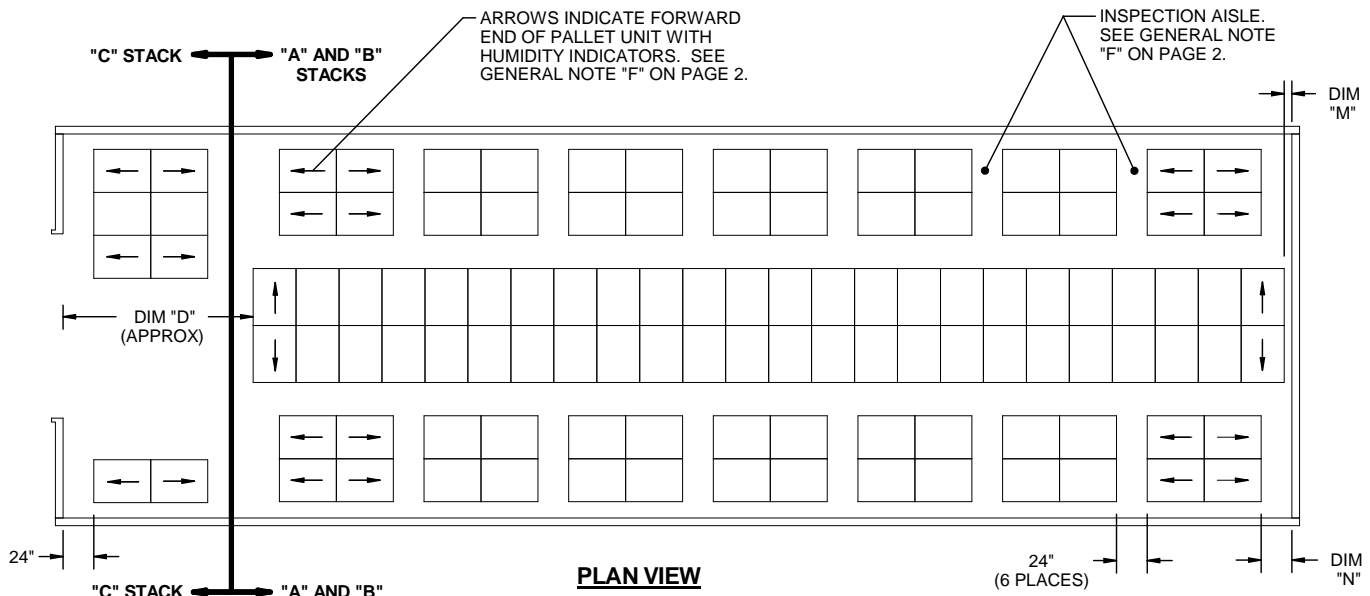 ARROWS INDICATE FORWARD
END OF PALLET UNIT WITH
HUMIDITY INDICATORS. SEE
GENERAL NOTE "F" ON PAGE 2.
INSPECTION AISLE.
SEE GENERAL NOTE
"F" ON PAGE 2.
"C" STACK
"A" AND "B"
STACKS
DIM
"M"
DIM "D"
(APPROX)
24"
PLAN VIEW
24"
(6 PLACES)
DIM
"N"
"C" STACK
"A" AND "B"